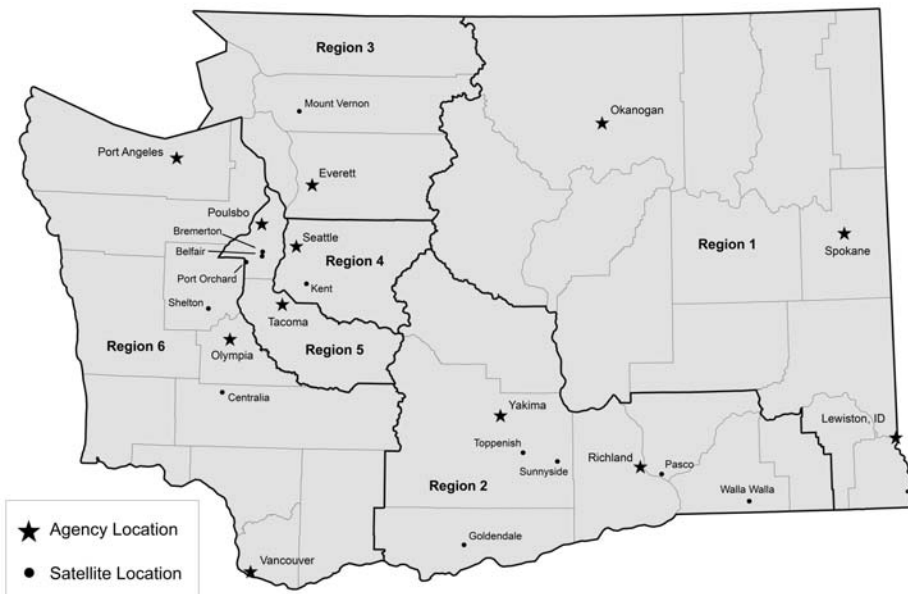 Region 3
Mount Vernon
Okanogan
Port Angeles
Everett
Poulsbo
Bremerton
Seattle
Spokane
Belfair
Region 4
Region 1
Port Orchard
Kent
Shelton
Tacoma
Region 6
Olympia
Region 5
Centralia
Yakima
Lewiston, ID
Toppenish
Sunnyside
Richland
Pasco
Region 2
Walla Walla
Agency Location
Goldendale
Vancouver
Satellite Location